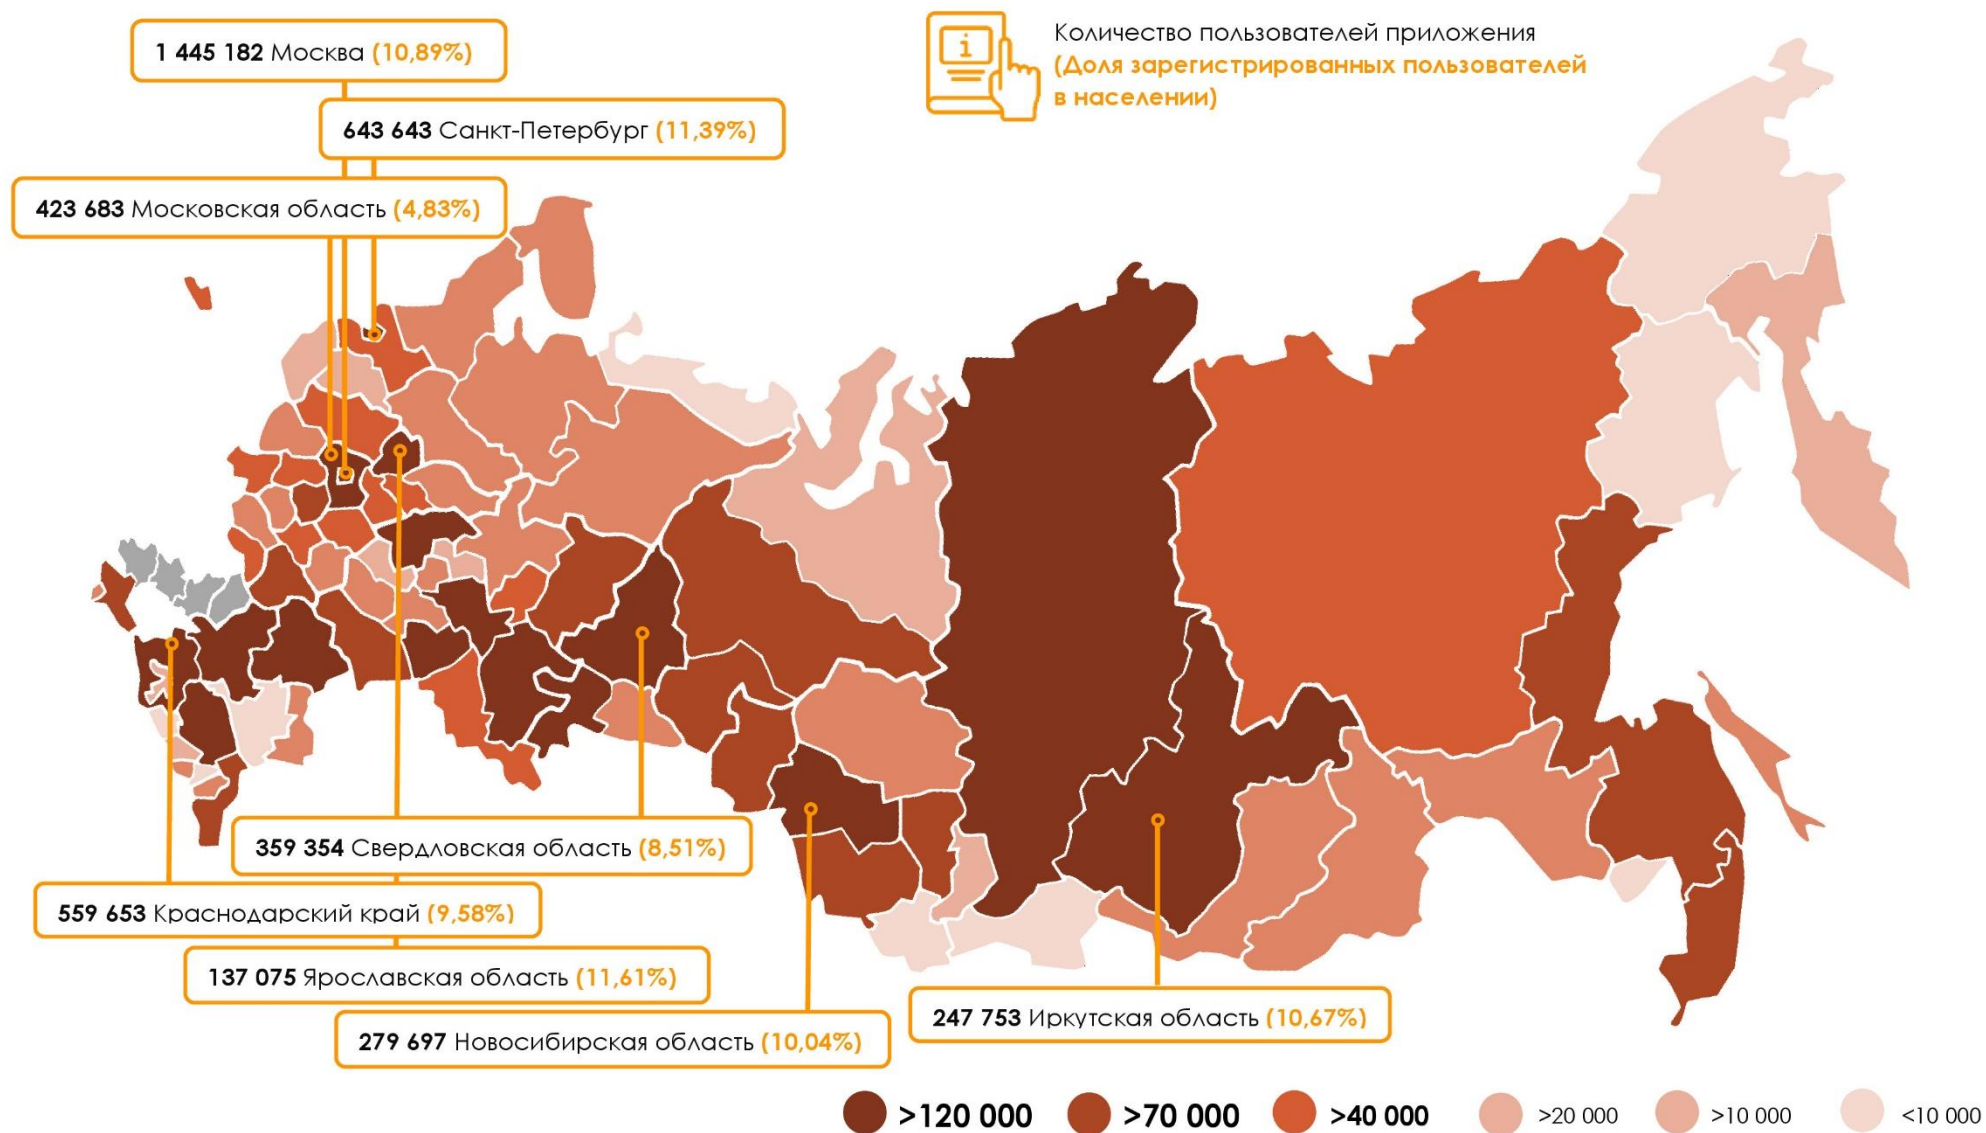 Количество пользователей приложения
(Доля зарегистрированных пользователей
в населении)
1 445 182 Москва (10,89%)
643 643 Санкт-Петербург (11,39%)
423 683 Московская область (4,83%)
359 354 Свердловская область (8,51%)
559 653 Краснодарский край (9,58%)
137 075 Ярославская область (11,61%)
279 697 Новосибирская область (10,04%)
247 753 Иркутская область (10,67%)
>120 000 >70 000 >40 000 >20 000 >10 000 <10 000